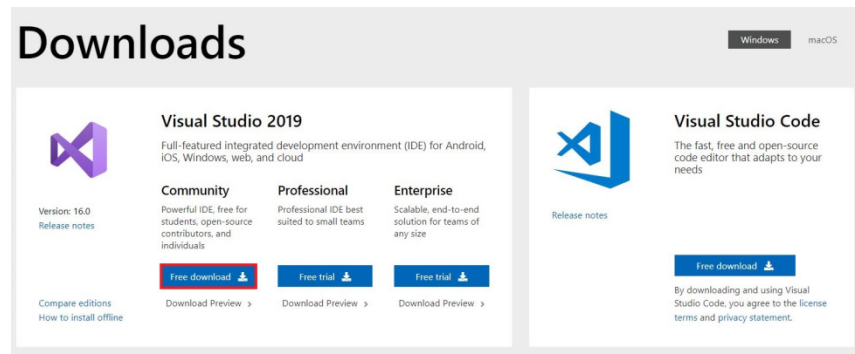 Downloads
Windows
macOS
Visual Studio 2019
Full-featured integrated development environment (IDE) for Android,
iOS, Windows, web, and cloud
Version: 16.0
Release notes
Compare editions
How to install offline
Community
Powerful IDE, free for
students, open-source
contributors, and
individuals
Free download
Download Preview >
Professional
Professional IDE best
suited to small teams
Free trial
Download Preview >
Enterprise
Scalable, end-to-end
solution for teams of
any size
Free trial
Download Preview >
Release notes
Visual Studio Code
The fast, free and open-source
code editor that adapts to your
needs
Free download
By downloading and using Visual
Studio Code, you agree to the license
terms and privacy statement.